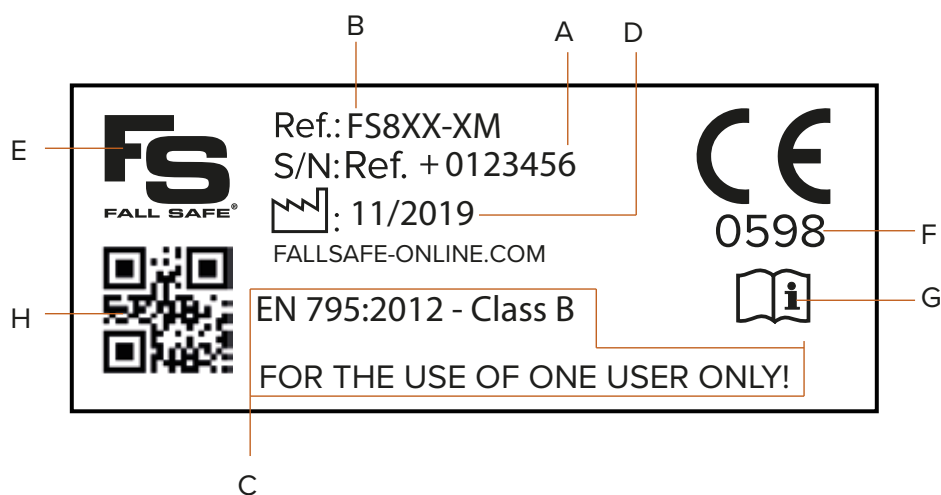 B
A
D
E
FS
FALL SAFE®
Ref.: FS8XX-XM
S/N: Ref. + 0123456
: 11/2019
FALLSAFE-ONLINE.COM
CE
0598
F
G
H
EN 795:2012 - Class B
FOR THE USE OF ONE USER ONLY!
C